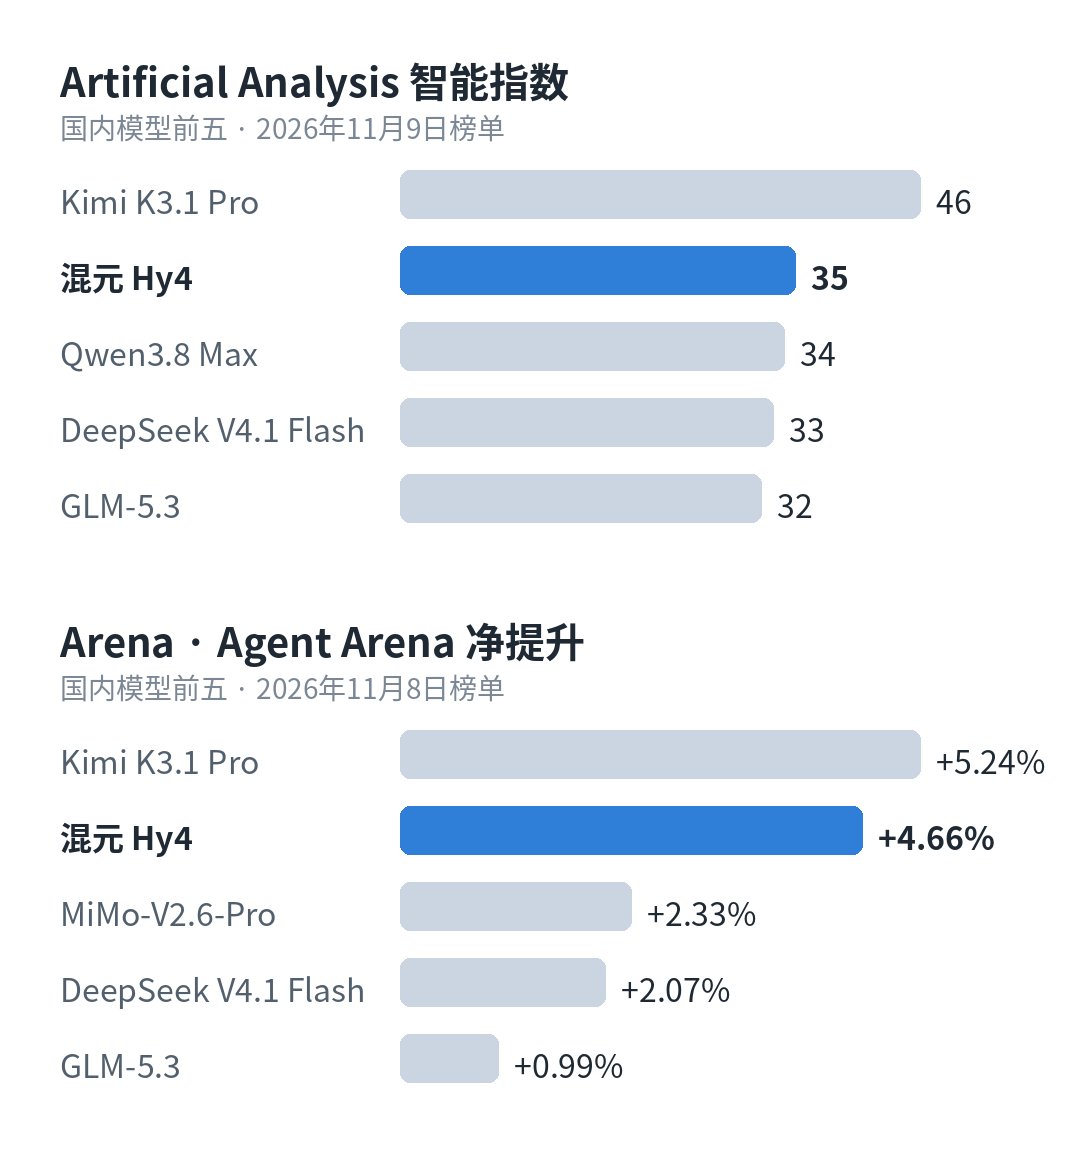 Artificial Analysis 智能指数
国内模型前五 · 2026年11月9日榜单
Kimi K3.1 Pro 46
混元 Hy4 35
Qwen3.8 Max 34
DeepSeek V4.1 Flash 33
GLM-5.3 32
Arena · Agent Arena 净提升
国内模型前五 · 2026年11月8日榜单
Kimi K3.1 Pro +5.24%
混元 Hy4 +4.66%
MiMo-V2.6-Pro +2.33%
DeepSeek V4.1 Flash +2.07%
GLM-5.3 +0.99%